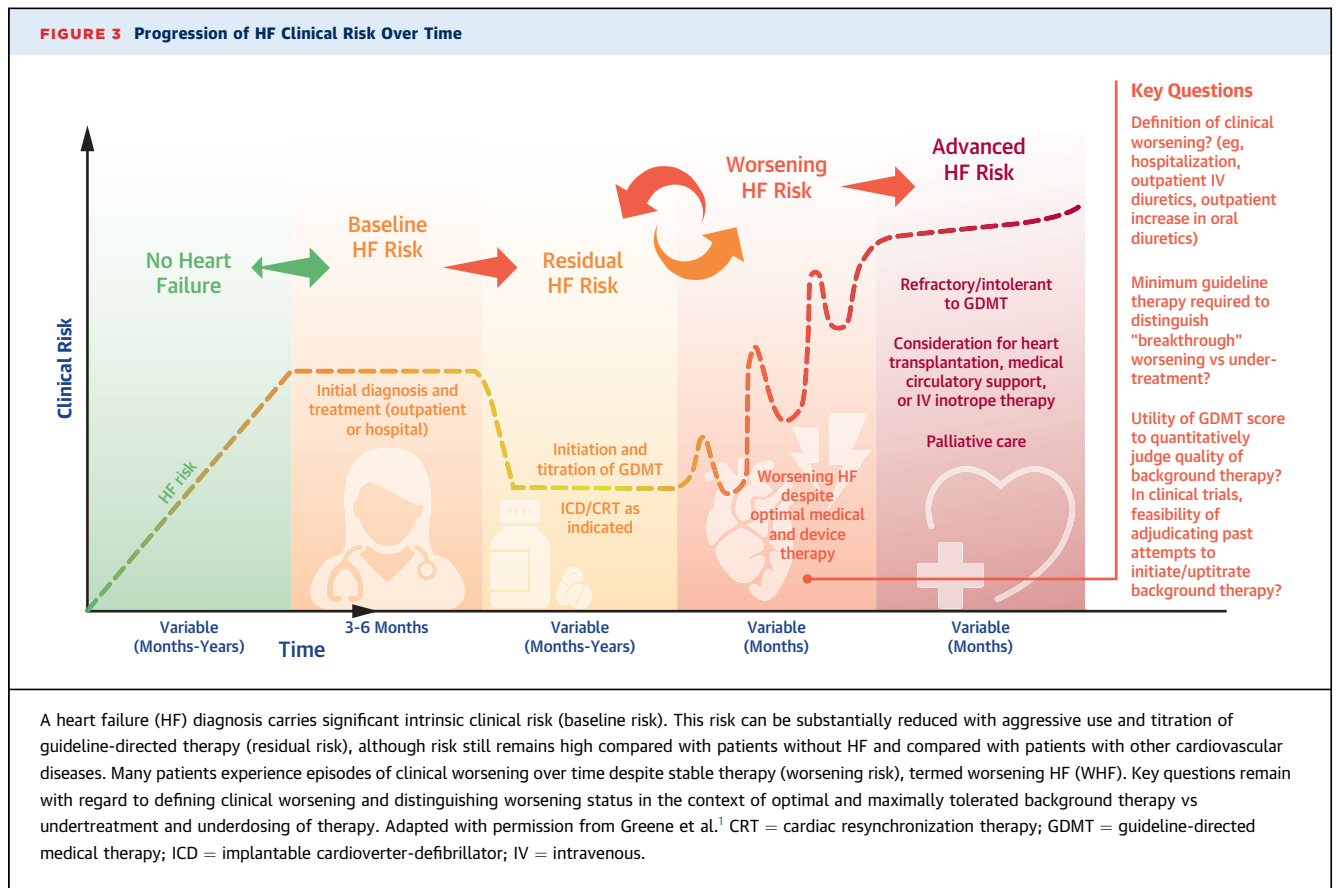 FIGURE 3 Progression of HF Clinical Risk Over Time
Clinical Risk
No Heart
Failure
Baseline
HF Risk
Residual
HF Risk
Worsening
HF Risk
Advanced
HF Risk
HF risk
Initial diagnosis and
treatment (outpatient
or hospital)
Initiation and
titration of GDMT
ICD/CRT as
indicated
Worsening HF
despite
optimal medical
and device
therapy
Refractory/intolerant
to GDMT
Consideration for heart
transplantation, medical
circulatory support,
or IV inotrope therapy
Palliative care
Variable
(Months-Years)
Time
3-6 Months
Variable
(Months-Years)
Variable
(Months)
Variable
(Months)
Key Questions
Definition of clinical
worsening? (eg,
hospitalization,
outpatient IV
diuretics, outpatient
increase in oral
diuretics)
Minimum guideline
therapy required to
distinguish
"breakthrough"
worsening vs under-
treatment?
Utility of GDMT score
to quantitatively
judge quality of
background therapy?
In clinical trials,
feasibility of
adjudicating past
attempts to
initiate/uptitrate
background therapy?
A heart failure (HF) diagnosis carries significant intrinsic clinical risk (baseline risk). This risk can be substantially reduced with aggressive use and titration of
guideline-directed therapy (residual risk), although risk still remains high compared with patients without HF and compared with patients with other cardiovascular
diseases. Many patients experience episodes of clinical worsening over time despite stable therapy (worsening risk), termed worsening HF (WHF). Key questions remain
with regard to defining clinical worsening and distinguishing worsening status in the context of optimal and maximally tolerated background therapy vs
undertreatment and underdosing of therapy. Adapted with permission from Greene et al.1 CRT = cardiac resynchronization therapy; GDMT = guideline-directed
medical therapy; ICD = implantable cardioverter-defibrillator; IV = intravenous.